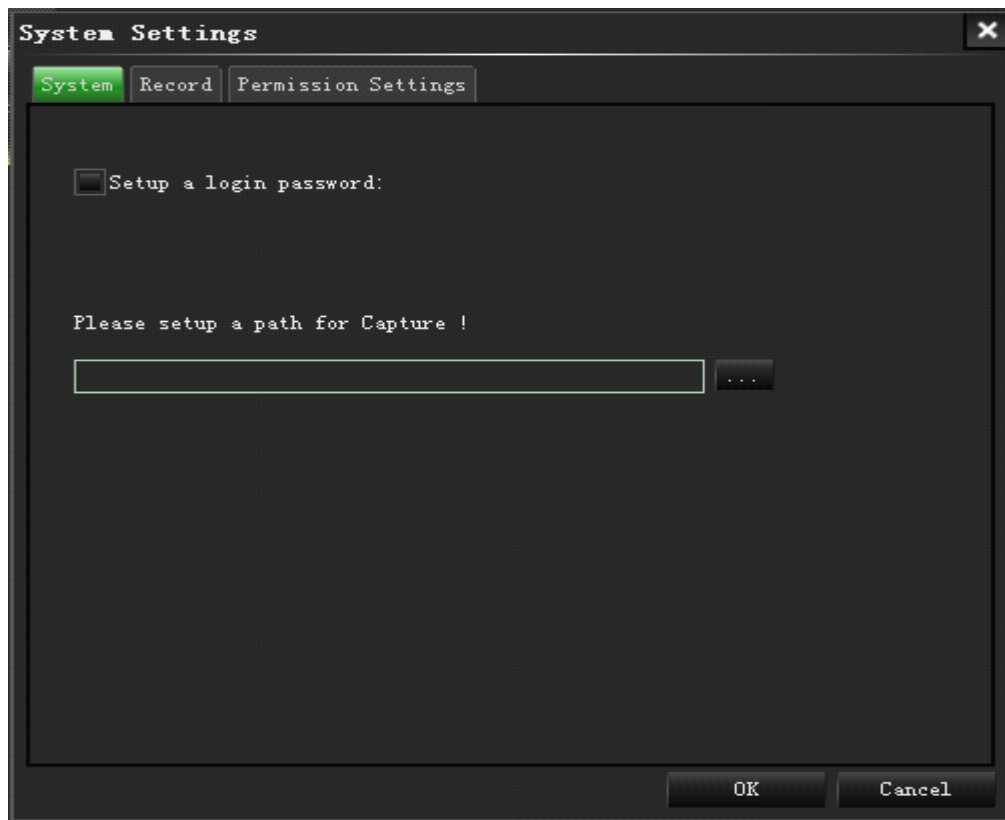 System Settings
System Record Permission Settings
Setup a login password:
Please setup a path for Capture !
...
OK Cancel